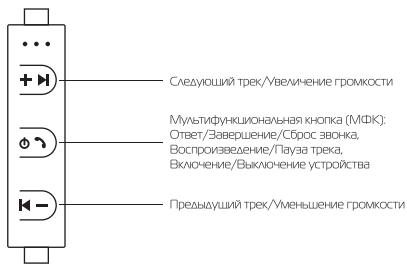 Следующий трек/Увеличение громкости
Мультифункциональная кнопка (МФК):
Ответ/Завершение/Сброс звонка,
Воспроизведение/Пауза трека,
Включение/Выключение устройства
Предыдущий трек/Уменьшение громкости